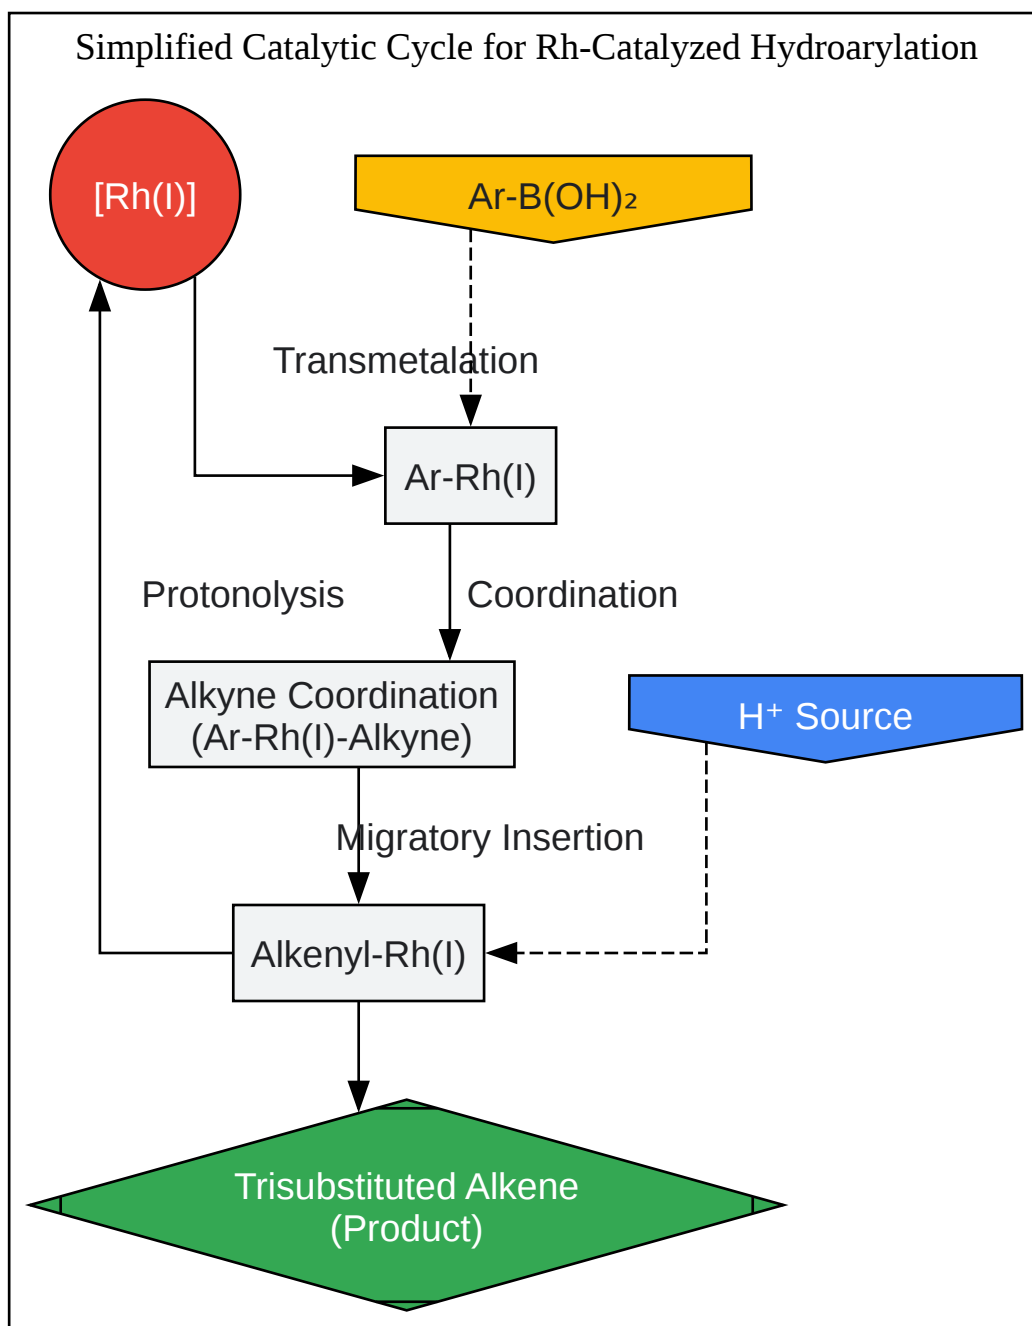 Simplified Catalytic Cycle for Rh-Catalyzed Hydroarylation
[Rh(I)]
Ar-B(OH)₂
Transmetalation
Ar-Rh(I)
Protonolysis
Coordination
Alkyne Coordination
(Ar-Rh(I)-Alkyne)
H⁺ Source
Migratory Insertion
Alkenyl-Rh(I)
Trisubstituted Alkene
(Product)